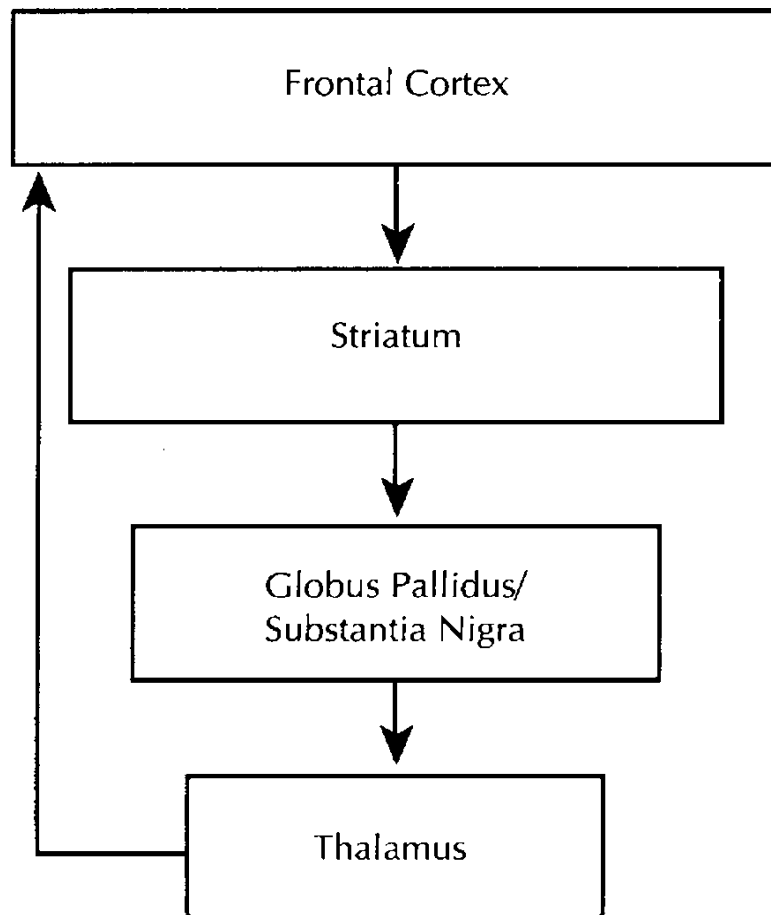 Frontal Cortex
Striatum
Globus Pallidus/
Substantia Nigra
Thalamus